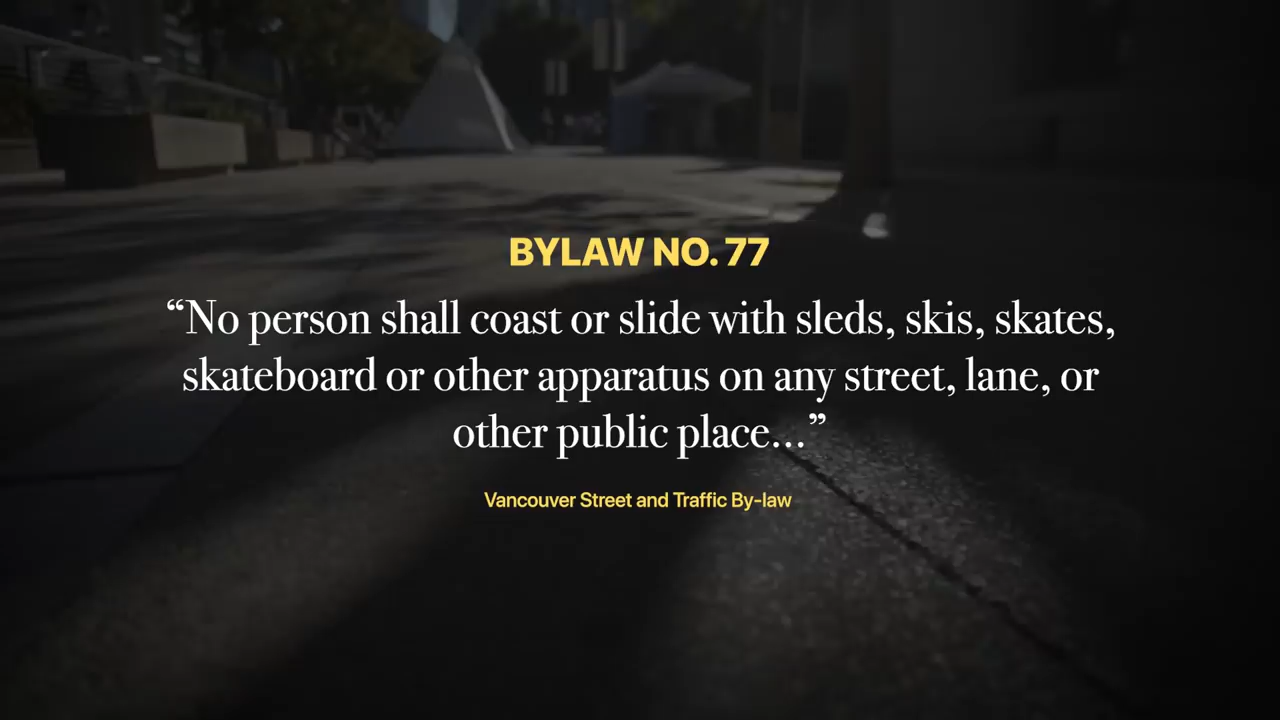 BYLAW NO. 77
“No person shall coast or slide with sleds, skis, skates,
skateboard or other apparatus on any street, lane, or
other public place...”
Vancouver Street and Traffic By-law